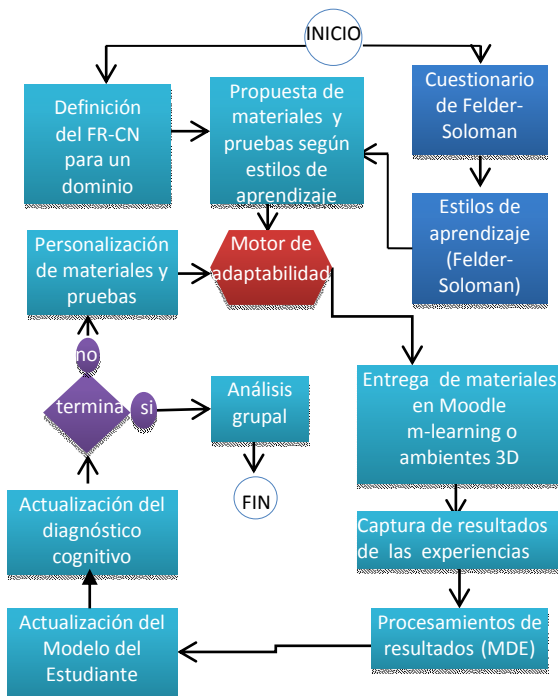 INICIO
Definición
del FR-CN
para un
dominio
Propuesta de
materiales y
pruebas según
estilos de
aprendizaje
Cuestionario
de Felder-
Soloman
Estilos de
aprendizaje
(Felder-
Soloman)
Personalización
de materiales y
pruebas
Motor de
adaptabilidad
no
termina
si
Análisis
grupal
FIN
Entrega de materiales
en Moodle
m-learning o
ambientes 3D
Captura de resultados
de las experiencias
Actualización del
diagnóstico
cognitivo
Actualización del
Modelo del
Estudiante
Procesamientos de
resultados (MDE)